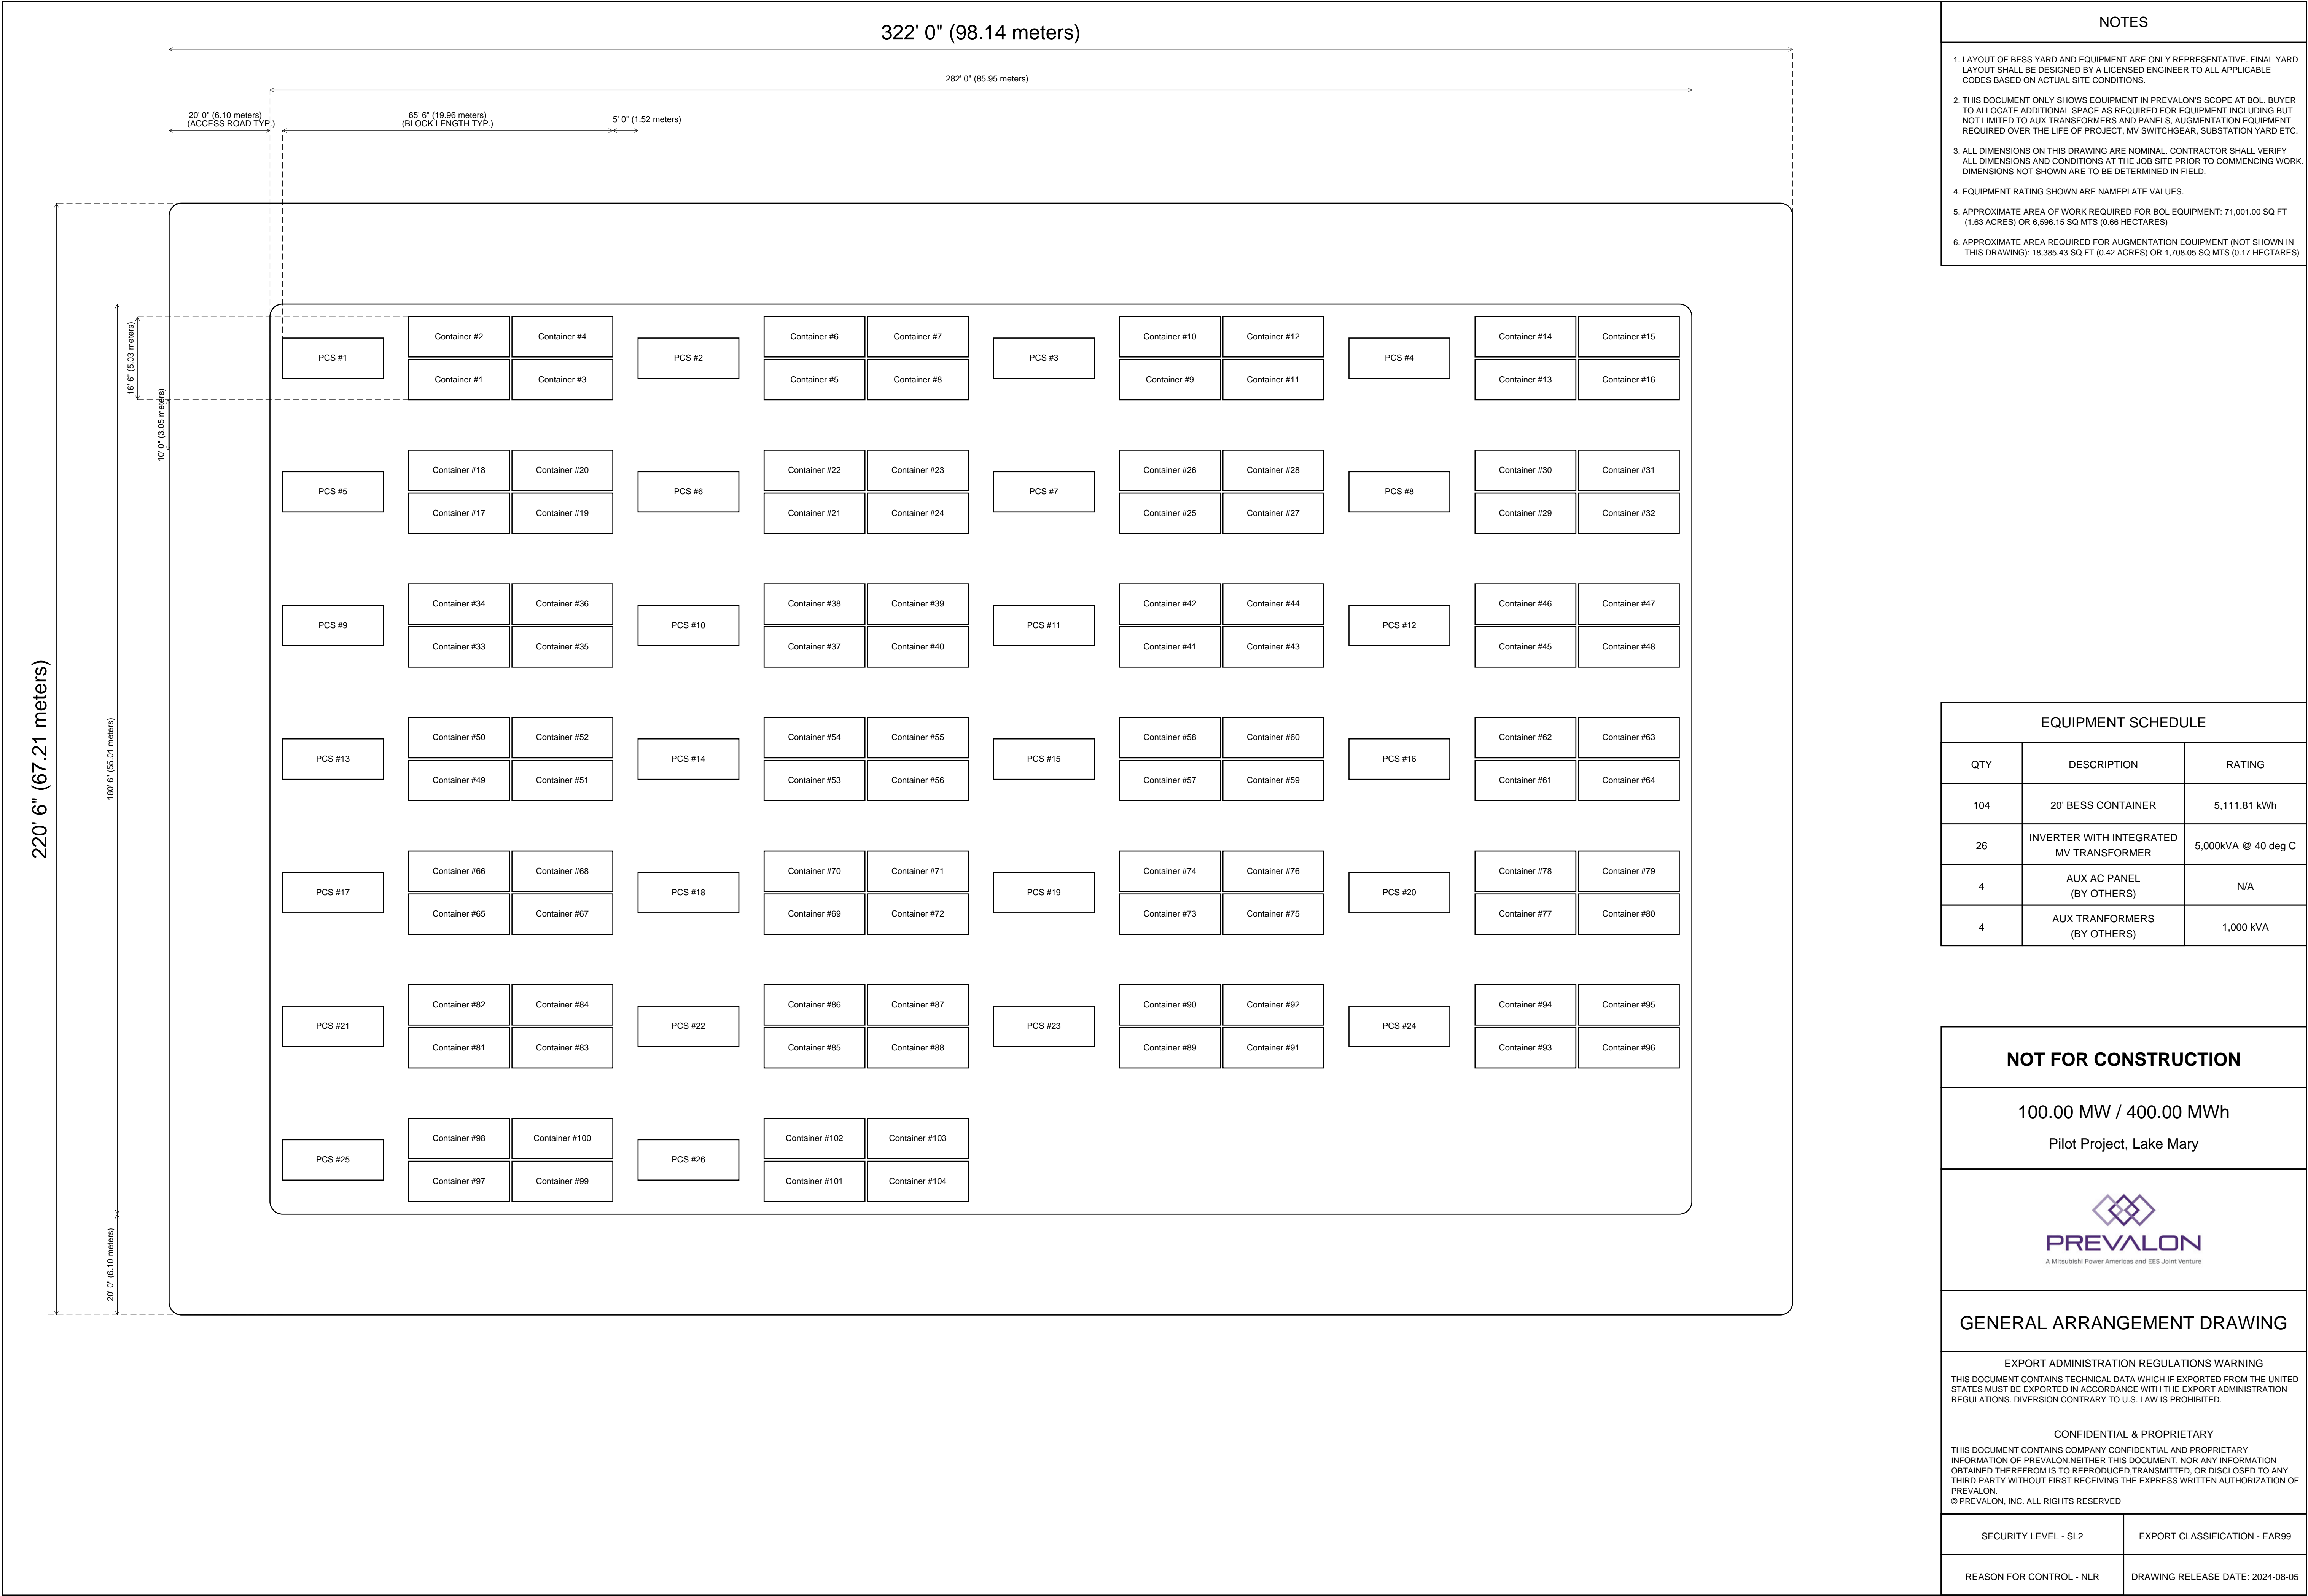 322' 0" (98.14 meters)
282' 0" (85.95 meters)
20' 0" (6.10 meters)
(ACCESS ROAD TYP.)
65' 6" (19.96 meters)
(BLOCK LENGTH TYP.)
5' 0" (1.52 meters)
220' 6" (67.21 meters)
180' 6" (55.01 meters)
16' 6" (5.03 meters)
10' 0" (3.05 meters)
20' 0" (6.10 meters)
Container #2 Container #4 Container #6 Container #7 Container #10 Container #12 Container #14 Container #15
PCS #1 PCS #2 PCS #3 PCS #4
Container #1 Container #3 Container #5 Container #8 Container #9 Container #11 Container #13 Container #16
Container #18 Container #20 Container #22 Container #23 Container #26 Container #28 Container #30 Container #31
PCS #5 PCS #6 PCS #7 PCS #8
Container #17 Container #19 Container #21 Container #24 Container #25 Container #27 Container #29 Container #32
Container #34 Container #36 Container #38 Container #39 Container #42 Container #44 Container #46 Container #47
PCS #9 PCS #10 PCS #11 PCS #12
Container #33 Container #35 Container #37 Container #40 Container #41 Container #43 Container #45 Container #48
Container #50 Container #52 Container #54 Container #55 Container #58 Container #60 Container #62 Container #63
PCS #13 PCS #14 PCS #15 PCS #16
Container #49 Container #51 Container #53 Container #56 Container #57 Container #59 Container #61 Container #64
Container #66 Container #68 Container #70 Container #71 Container #74 Container #76 Container #78 Container #79
PCS #17 PCS #18 PCS #19 PCS #20
Container #65 Container #67 Container #69 Container #72 Container #73 Container #75 Container #77 Container #80
Container #82 Container #84 Container #86 Container #87 Container #90 Container #92 Container #94 Container #95
PCS #21 PCS #22 PCS #23 PCS #24
Container #81 Container #83 Container #85 Container #88 Container #89 Container #91 Container #93 Container #96
Container #98 Container #100 Container #102 Container #103
PCS #25 PCS #26
Container #97 Container #99 Container #101 Container #104
NOTES
1. LAYOUT OF BESS YARD AND EQUIPMENT ARE ONLY REPRESENTATIVE. FINAL YARD
LAYOUT SHALL BE DESIGNED BY A LICENSED ENGINEER TO ALL APPLICABLE
CODES BASED ON ACTUAL SITE CONDITIONS.
2. THIS DOCUMENT ONLY SHOWS EQUIPMENT IN PREVALON'S SCOPE AT BOL. BUYER
TO ALLOCATE ADDITIONAL SPACE AS REQUIRED FOR EQUIPMENT INCLUDING BUT
NOT LIMITED TO AUX TRANSFORMERS AND PANELS, AUGMENTATION EQUIPMENT
REQUIRED OVER THE LIFE OF PROJECT, MV SWITCHGEAR, SUBSTATION YARD ETC.
3. ALL DIMENSIONS ON THIS DRAWING ARE NOMINAL. CONTRACTOR SHALL VERIFY
ALL DIMENSIONS AND CONDITIONS AT THE JOB SITE PRIOR TO COMMENCING WORK.
DIMENSIONS NOT SHOWN ARE TO BE DETERMINED IN FIELD.
4. EQUIPMENT RATING SHOWN ARE NAMEPLATE VALUES.
5. APPROXIMATE AREA OF WORK REQUIRED FOR BOL EQUIPMENT: 71,001.00 SQ FT
(1.63 ACRES) OR 6,596.15 SQ MTS (0.66 HECTARES)
6. APPROXIMATE AREA REQUIRED FOR AUGMENTATION EQUIPMENT (NOT SHOWN IN
THIS DRAWING): 18,385.43 SQ FT (0.42 ACRES) OR 1,708.05 SQ MTS (0.17 HECTARES)
EQUIPMENT SCHEDULE
QTY DESCRIPTION RATING
104 20' BESS CONTAINER 5,111.81 kWh
26 INVERTER WITH INTEGRATED MV TRANSFORMER 5,000kVA @ 40 deg C
4 AUX AC PANEL (BY OTHERS) N/A
4 AUX TRANFORMERS (BY OTHERS) 1,000 kVA
NOT FOR CONSTRUCTION
100.00 MW / 400.00 MWh
Pilot Project, Lake Mary
PREVALON
A Mitsubishi Power Americas and EES Joint Venture
GENERAL ARRANGEMENT DRAWING
EXPORT ADMINISTRATION REGULATIONS WARNING
THIS DOCUMENT CONTAINS TECHNICAL DATA WHICH IF EXPORTED FROM THE UNITED
STATES MUST BE EXPORTED IN ACCORDANCE WITH THE EXPORT ADMINISTRATION
REGULATIONS. DIVERSION CONTRARY TO U.S. LAW IS PROHIBITED.
CONFIDENTIAL & PROPRIETARY
THIS DOCUMENT CONTAINS COMPANY CONFIDENTIAL AND PROPRIETARY
INFORMATION OF PREVALON.NEITHER THIS DOCUMENT, NOR ANY INFORMATION
OBTAINED THEREFROM IS TO REPRODUCED,TRANSMITTED, OR DISCLOSED TO ANY
THIRD-PARTY WITHOUT FIRST RECEIVING THE EXPRESS WRITTEN AUTHORIZATION OF
PREVALON.
© PREVALON, INC. ALL RIGHTS RESERVED
SECURITY LEVEL - SL2 EXPORT CLASSIFICATION - EAR99
REASON FOR CONTROL - NLR DRAWING RELEASE DATE: 2024-08-05